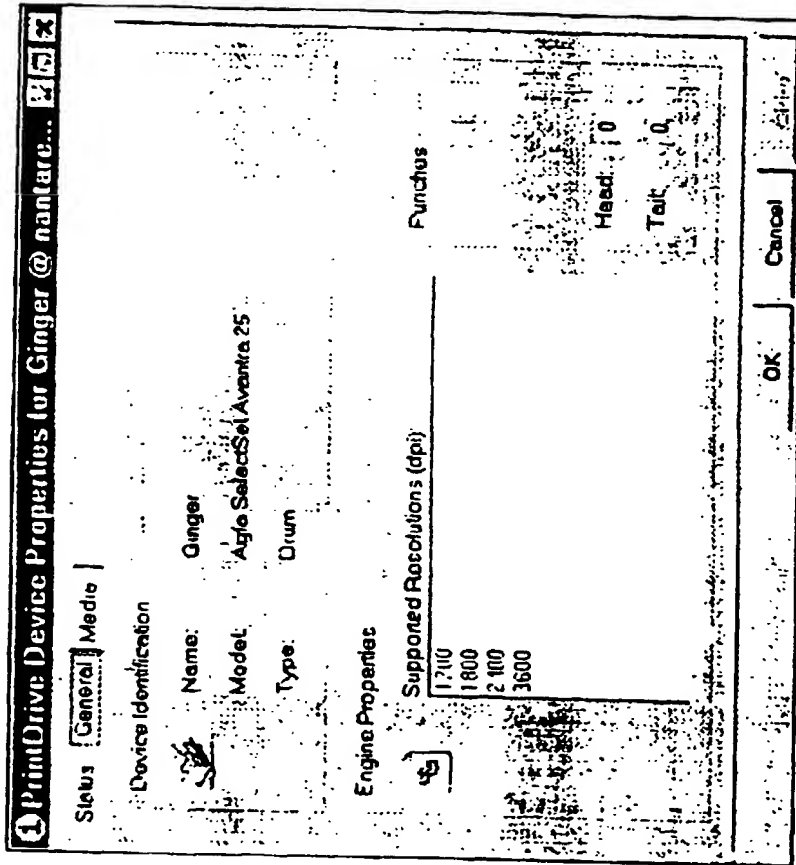 PrintDrive Device Properties for Ginger @ nantarc...
Status General Media
Device Identification
Name: Ginger
Model: Agfa SelectSet Avantra 25
Type: Drum
Engine Properties
Supported Resolutions (dpi)
1200
1800
2400
3600
Punches
Head: 0
Tail: 0
OK Cancel